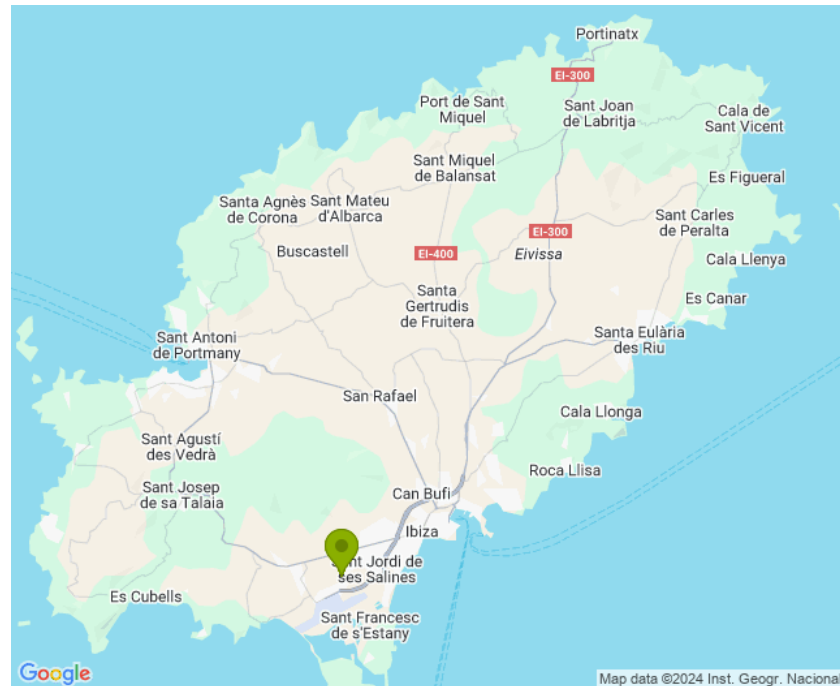 Portinatx
EI-300
Port de Sant
Miquel
Sant Joan
de Labritja
Cala de
Sant Vicent
Sant Miquel
de Balansat
Es Figueral
Santa Agnès
de Corona
Sant Mateu
d'Albarca
Sant Carles
de Peralta
EI-300
Buscastell
EI-400
Eivissa
Cala Llenya
Santa
Gertrudis
de Fruitera
Es Canar
Sant Antoni
de Portmany
Santa Eulària
des Riu
San Rafael
Cala Llonga
Sant Agustí
des Vedrà
Roca Llisa
Sant Josep
de sa Talaia
Can Bufi
Ibiza
Jordi de
ses Salines
Es Cubells
Sant Francesc
de s'Estany
Google
Map data ©2024 Inst. Geogr. Nacional